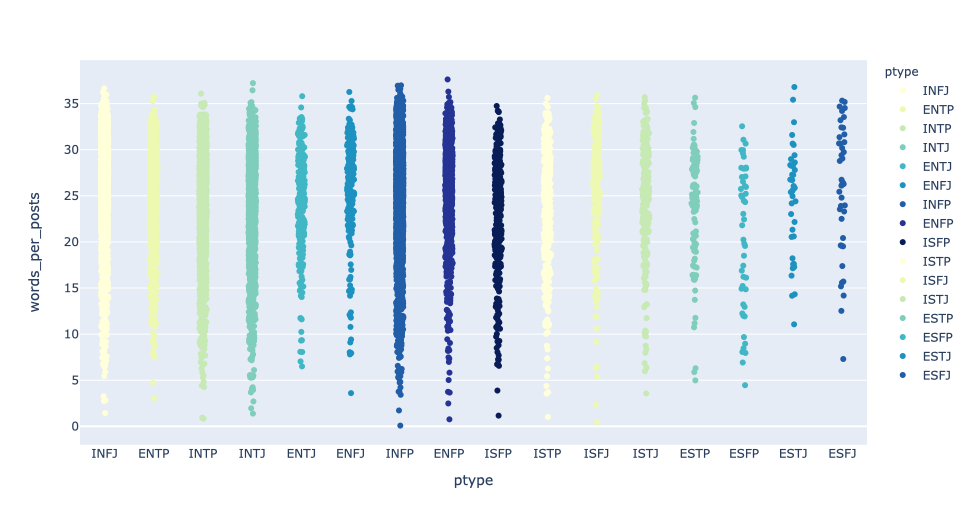 ptype
INFJ
ENTP
INTP
INTJ
ENTJ
ENFJ
INFP
ENFP
ISFP
ISTP
ISFJ
ISTJ
ESTP
ESFP
ESTJ
ESFJ
words_per_posts
35
30
25
20
15
10
5
0
INFJ ENTP INTP INTJ ENTJ ENFJ INFP ENFP ISFP ISTP ISFJ ISTJ ESTP ESFP ESTJ ESFJ
ptype